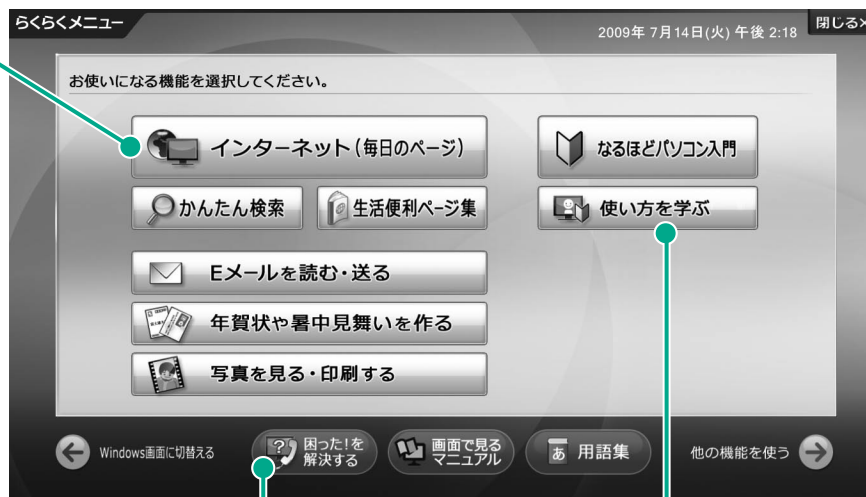 らくらくメニュー
2009年 7月14日(火) 午後 2:18
閉じる×
お使いになる機能を選択してください。
インターネット(毎日のページ)
なるほどパソコン入門
かんたん検索
生活便利ページ集
使い方を学ぶ
Eメールを読む・送る
年賀状や暑中見舞いを作る
写真を見る・印刷する
Windows画面に切替える
困った!を
解決する
画面で見る
マニュアル
あ 用語集
他の機能を使う